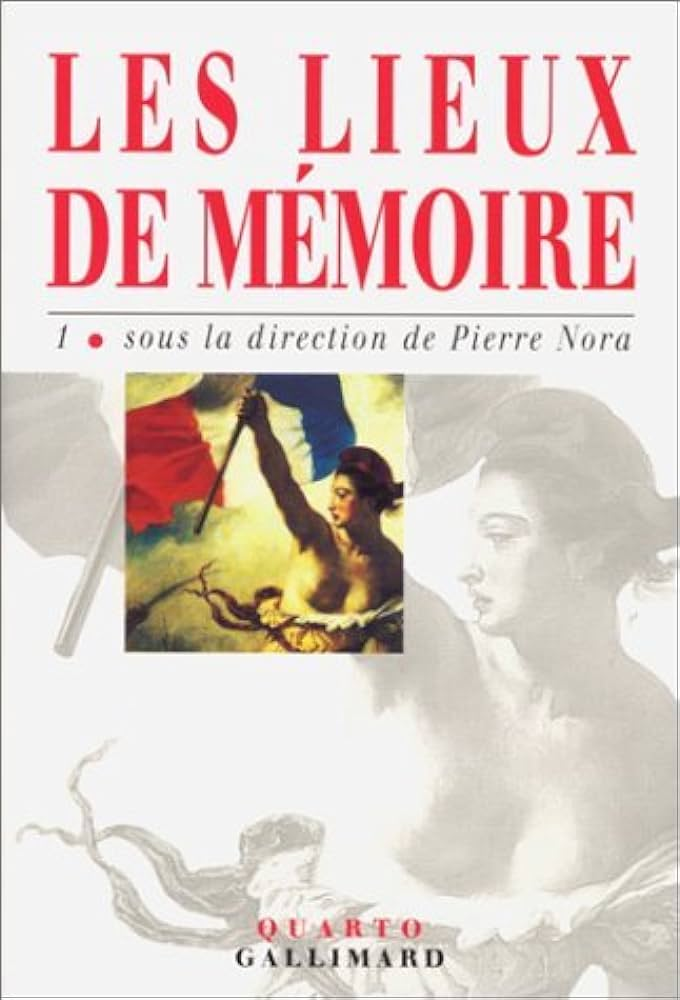 LES LIEUX
DE MÉMOIRE
1 • sous la direction de Pierre Nora
QUARTO
GALLIMARD